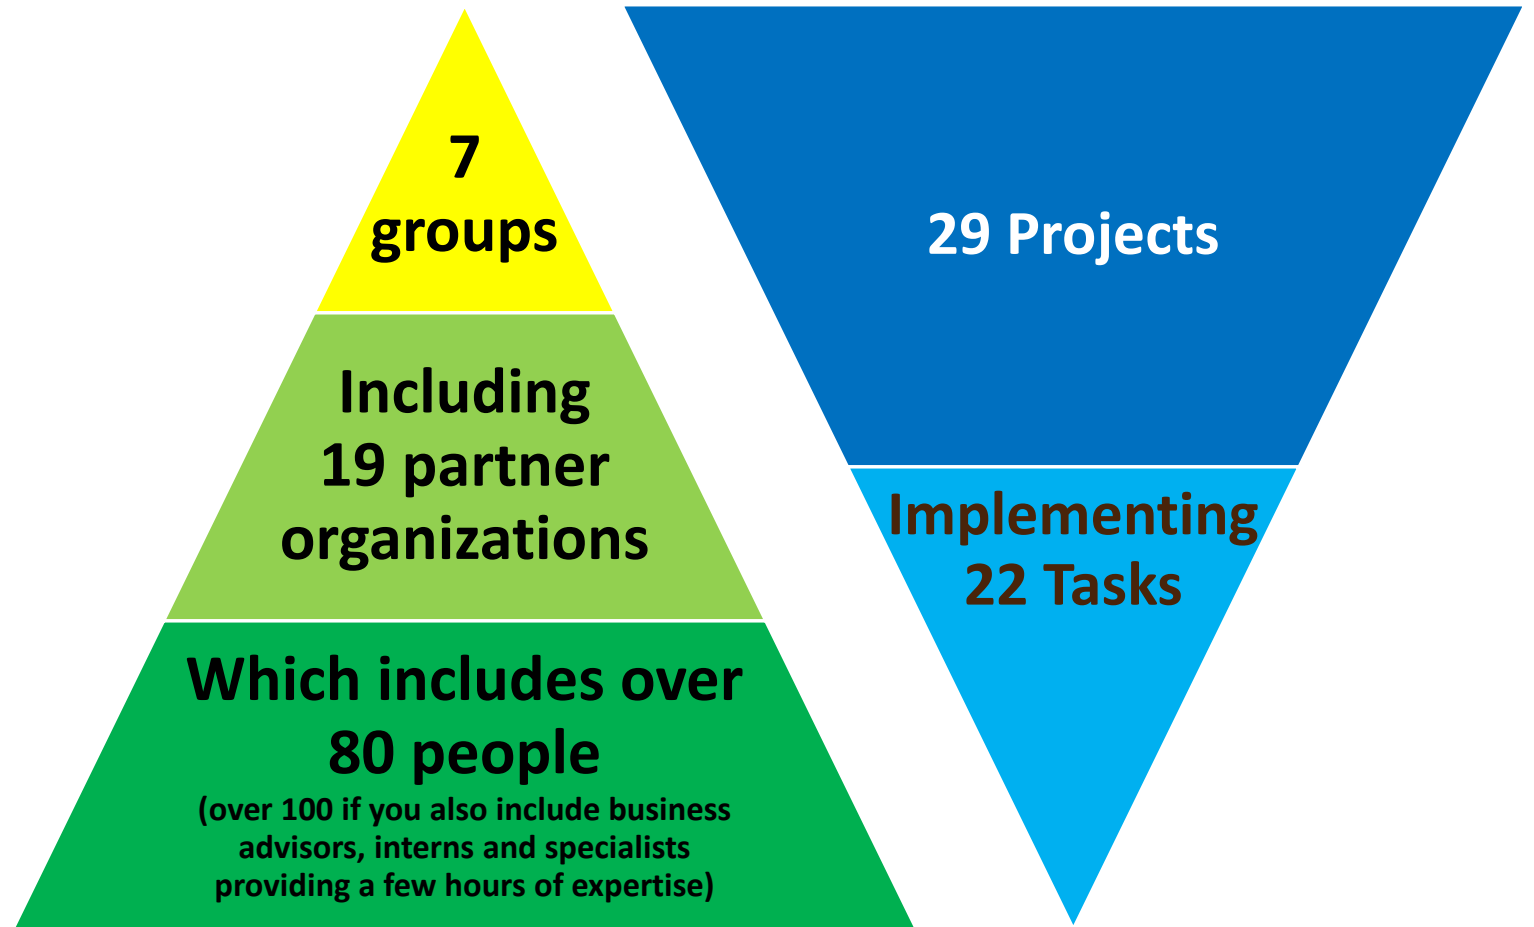 7
groups
Including
19 partner
organizations
Which includes over
80 people
(over 100 if you also include business
advisors, interns and specialists
providing a few hours of expertise)
29 Projects
Implementing
22 Tasks